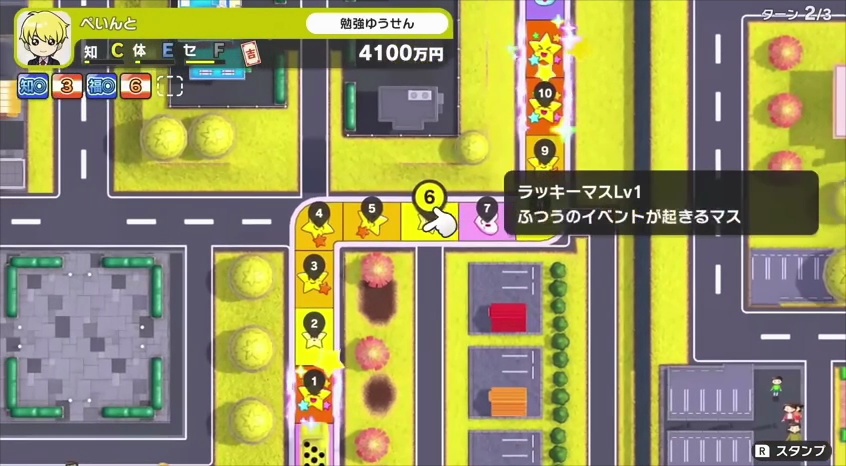 ぺいんと
勉強ゆうせん
ターン 2/3
知 C 体 E セ F 吉
4100万円
知 3 福 6
10
9
6
ラッキーマスLv1
ふつうのイベントが起きるマス
4
5
7
3
2
1
R スタンプ